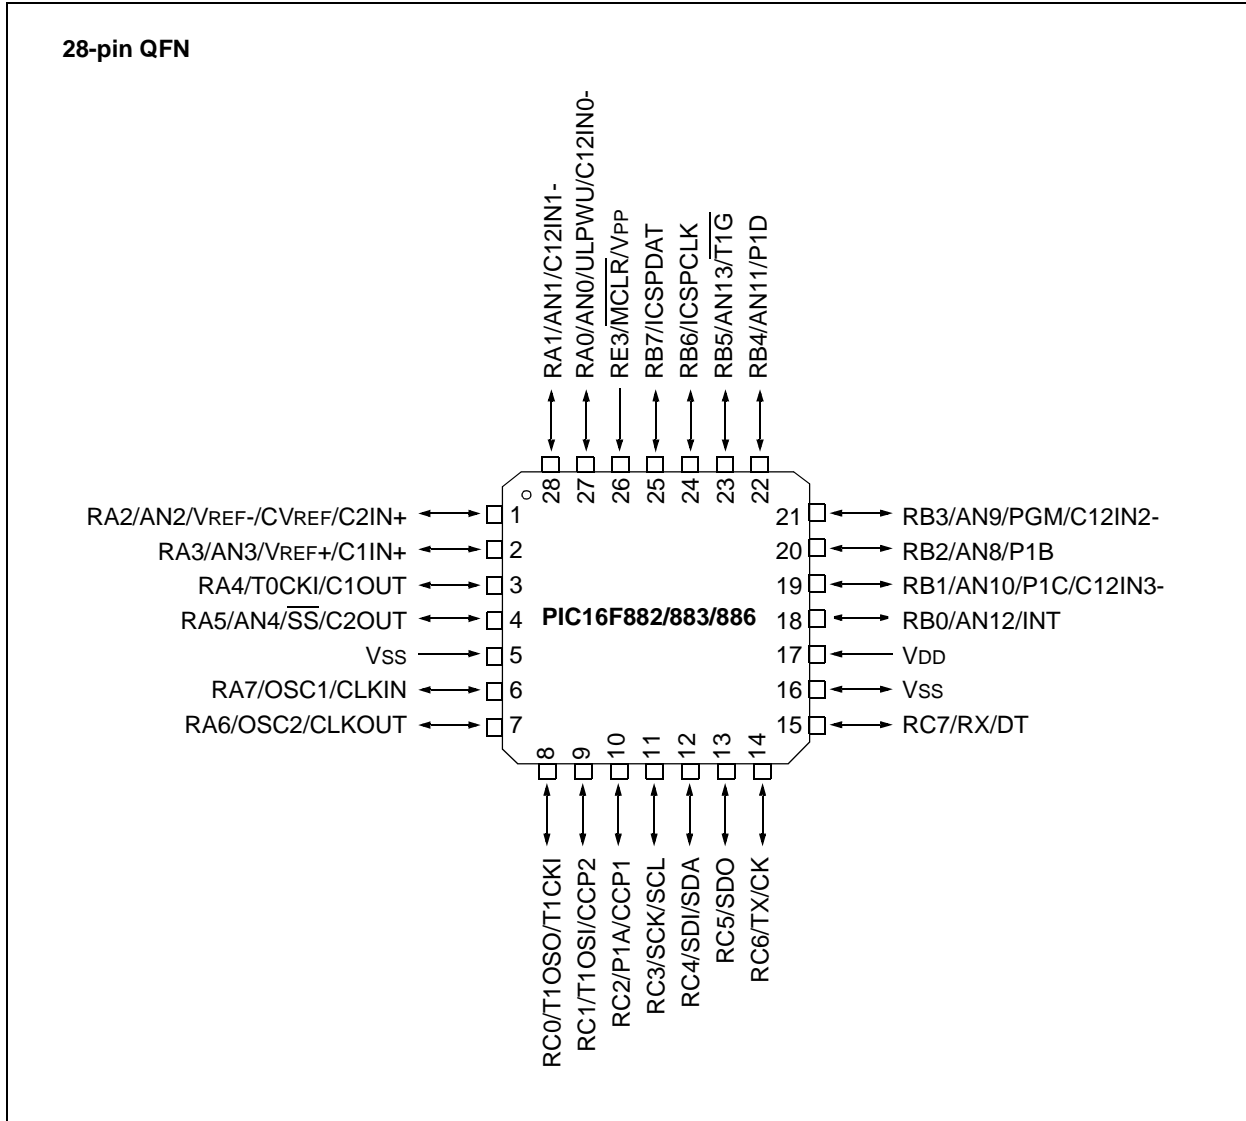 28-pin QFN
RA1/AN1/C12IN1-
RA0/AN0/ULPWU/C12IN0-
RE3/M̅C̅L̅R̅/VPP
RB7/ICSPDAT
RB6/ICSPCLK
RB5/AN13/T̅1̅G̅
RB4/AN11/P1D
28
27
26
25
24
23
22
RA2/AN2/VREF-/CVREF/C2IN+
1
RA3/AN3/VREF+/C1IN+
2
RA4/T0CKI/C1OUT
3
RA5/AN4/S̅S̅/C2OUT
4
VSS
5
RA7/OSC1/CLKIN
6
RA6/OSC2/CLKOUT
7
PIC16F882/883/886
21
RB3/AN9/PGM/C12IN2-
20
RB2/AN8/P1B
19
RB1/AN10/P1C/C12IN3-
18
RB0/AN12/INT
17
VDD
16
VSS
15
RC7/RX/DT
8
9
10
11
12
13
14
RC0/T1OSO/T1CKI
RC1/T1OSI/CCP2
RC2/P1A/CCP1
RC3/SCK/SCL
RC4/SDI/SDA
RC5/SDO
RC6/TX/CK